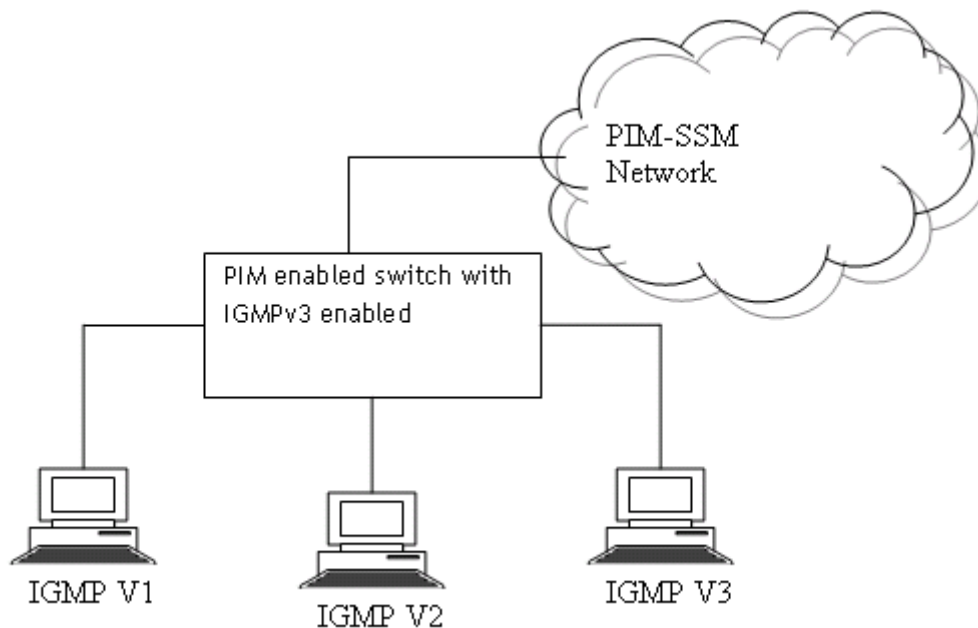 PIM-SSM
Network
PIM enabled switch with
IGMPv3 enabled
IGMP V1
IGMP V2
IGMP V3